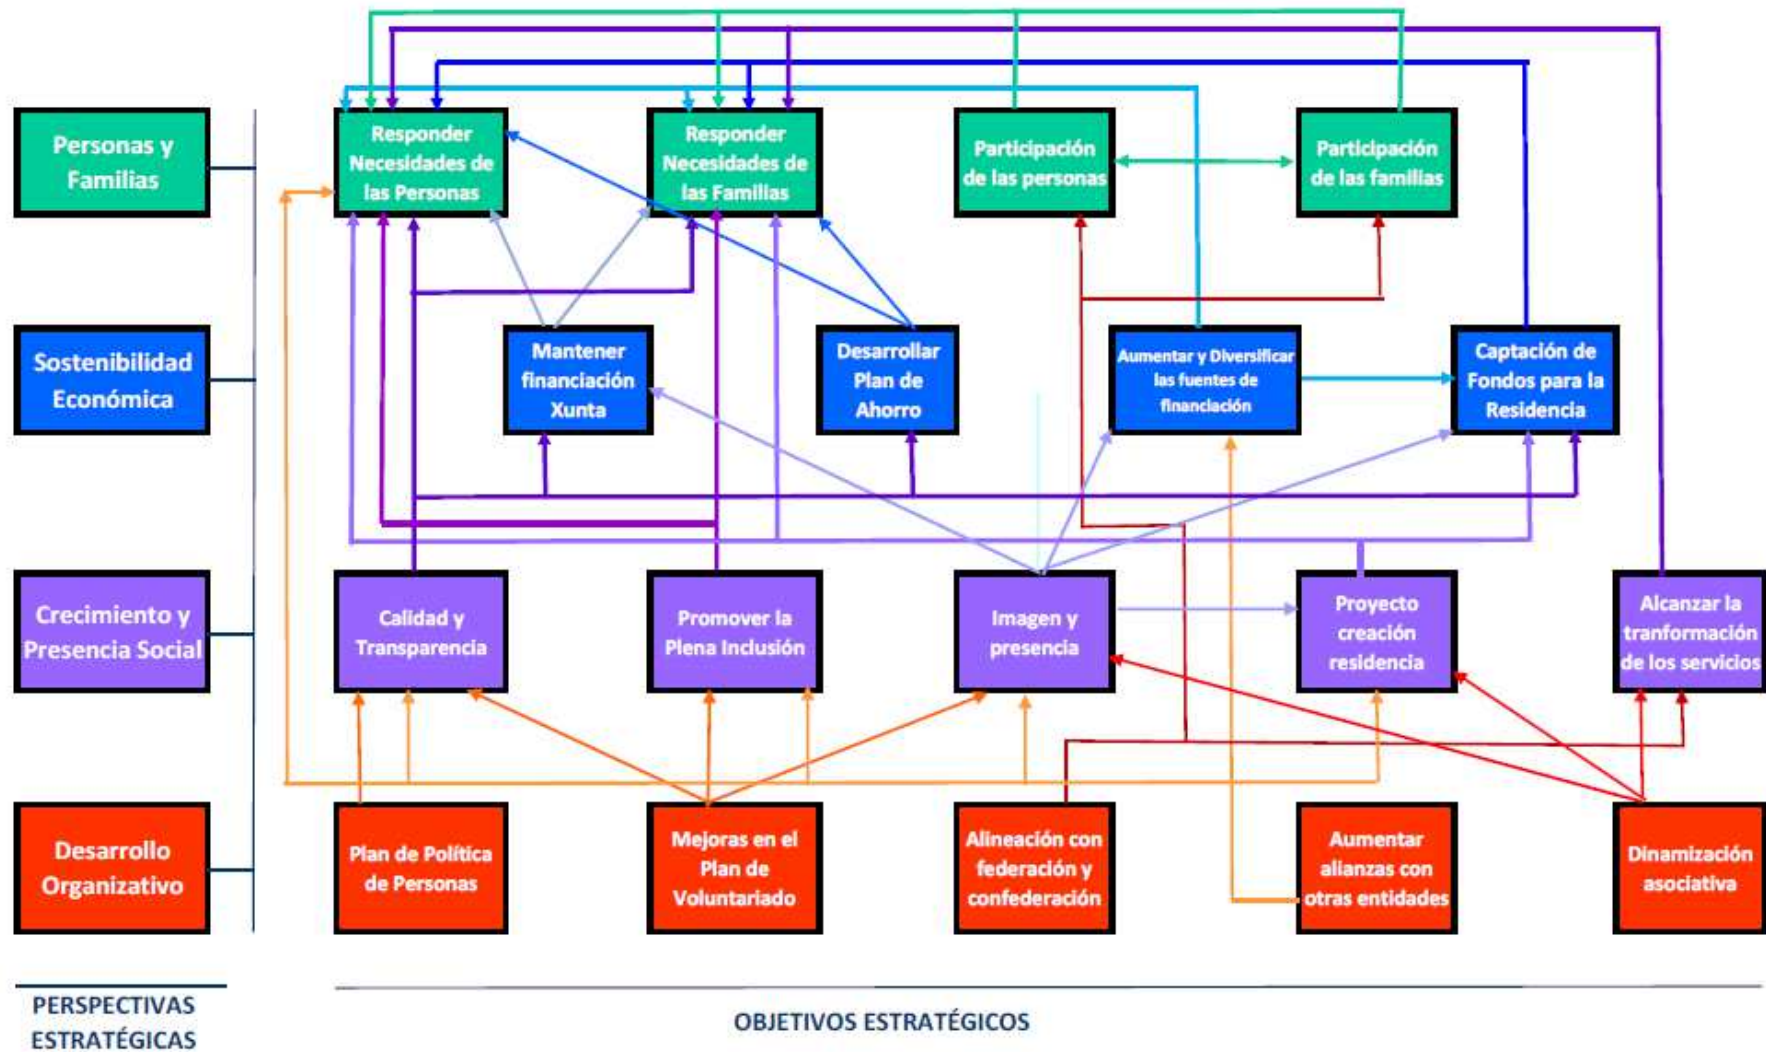 Personas y
Familias
Responder
Necesidades de
las Personas
Responder
Necesidades de
las Familias
Participación
de las personas
Participación
de las familias
Sostenibilidad
Económica
Mantener
financiación
Xunta
Desarrollar
Plan de
Ahorro
Aumentar y Diversificar
las fuentes de
financiación
Captación de
Fondos para la
Residencia
Crecimiento y
Presencia Social
Calidad y
Transparencia
Promover la
Plena Inclusión
Imagen y
presencia
Proyecto
creación
residencia
Alcanzar la
tranformación
de los servicios
Desarrollo
Organizativo
Plan de Política
de Personas
Mejoras en el
Plan de
Voluntariado
Alineación con
federación y
confederación
Aumentar
alianzas con
otras entidades
Dinamización
asociativa
PERSPECTIVAS
ESTRATÉGICAS
OBJETIVOS ESTRATÉGICOS